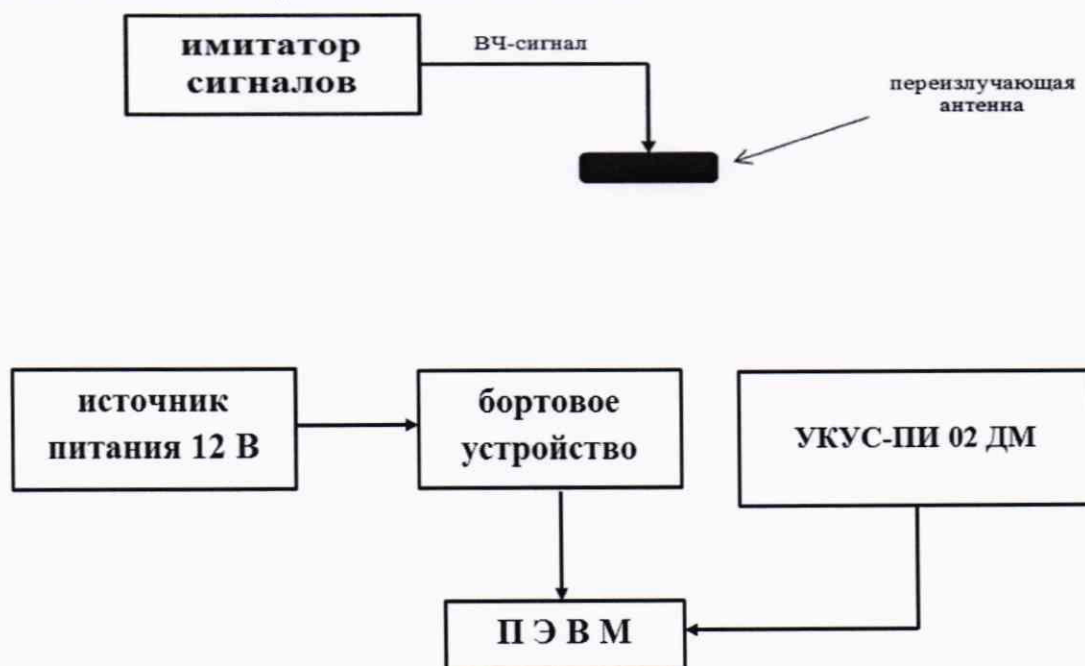 имитатор
сигналов
ВЧ-сигнал
переизлучающая
антенна
источник
питания 12 В
бортовое
устройство
УКУС-ПИ 02 ДМ
П Э В М